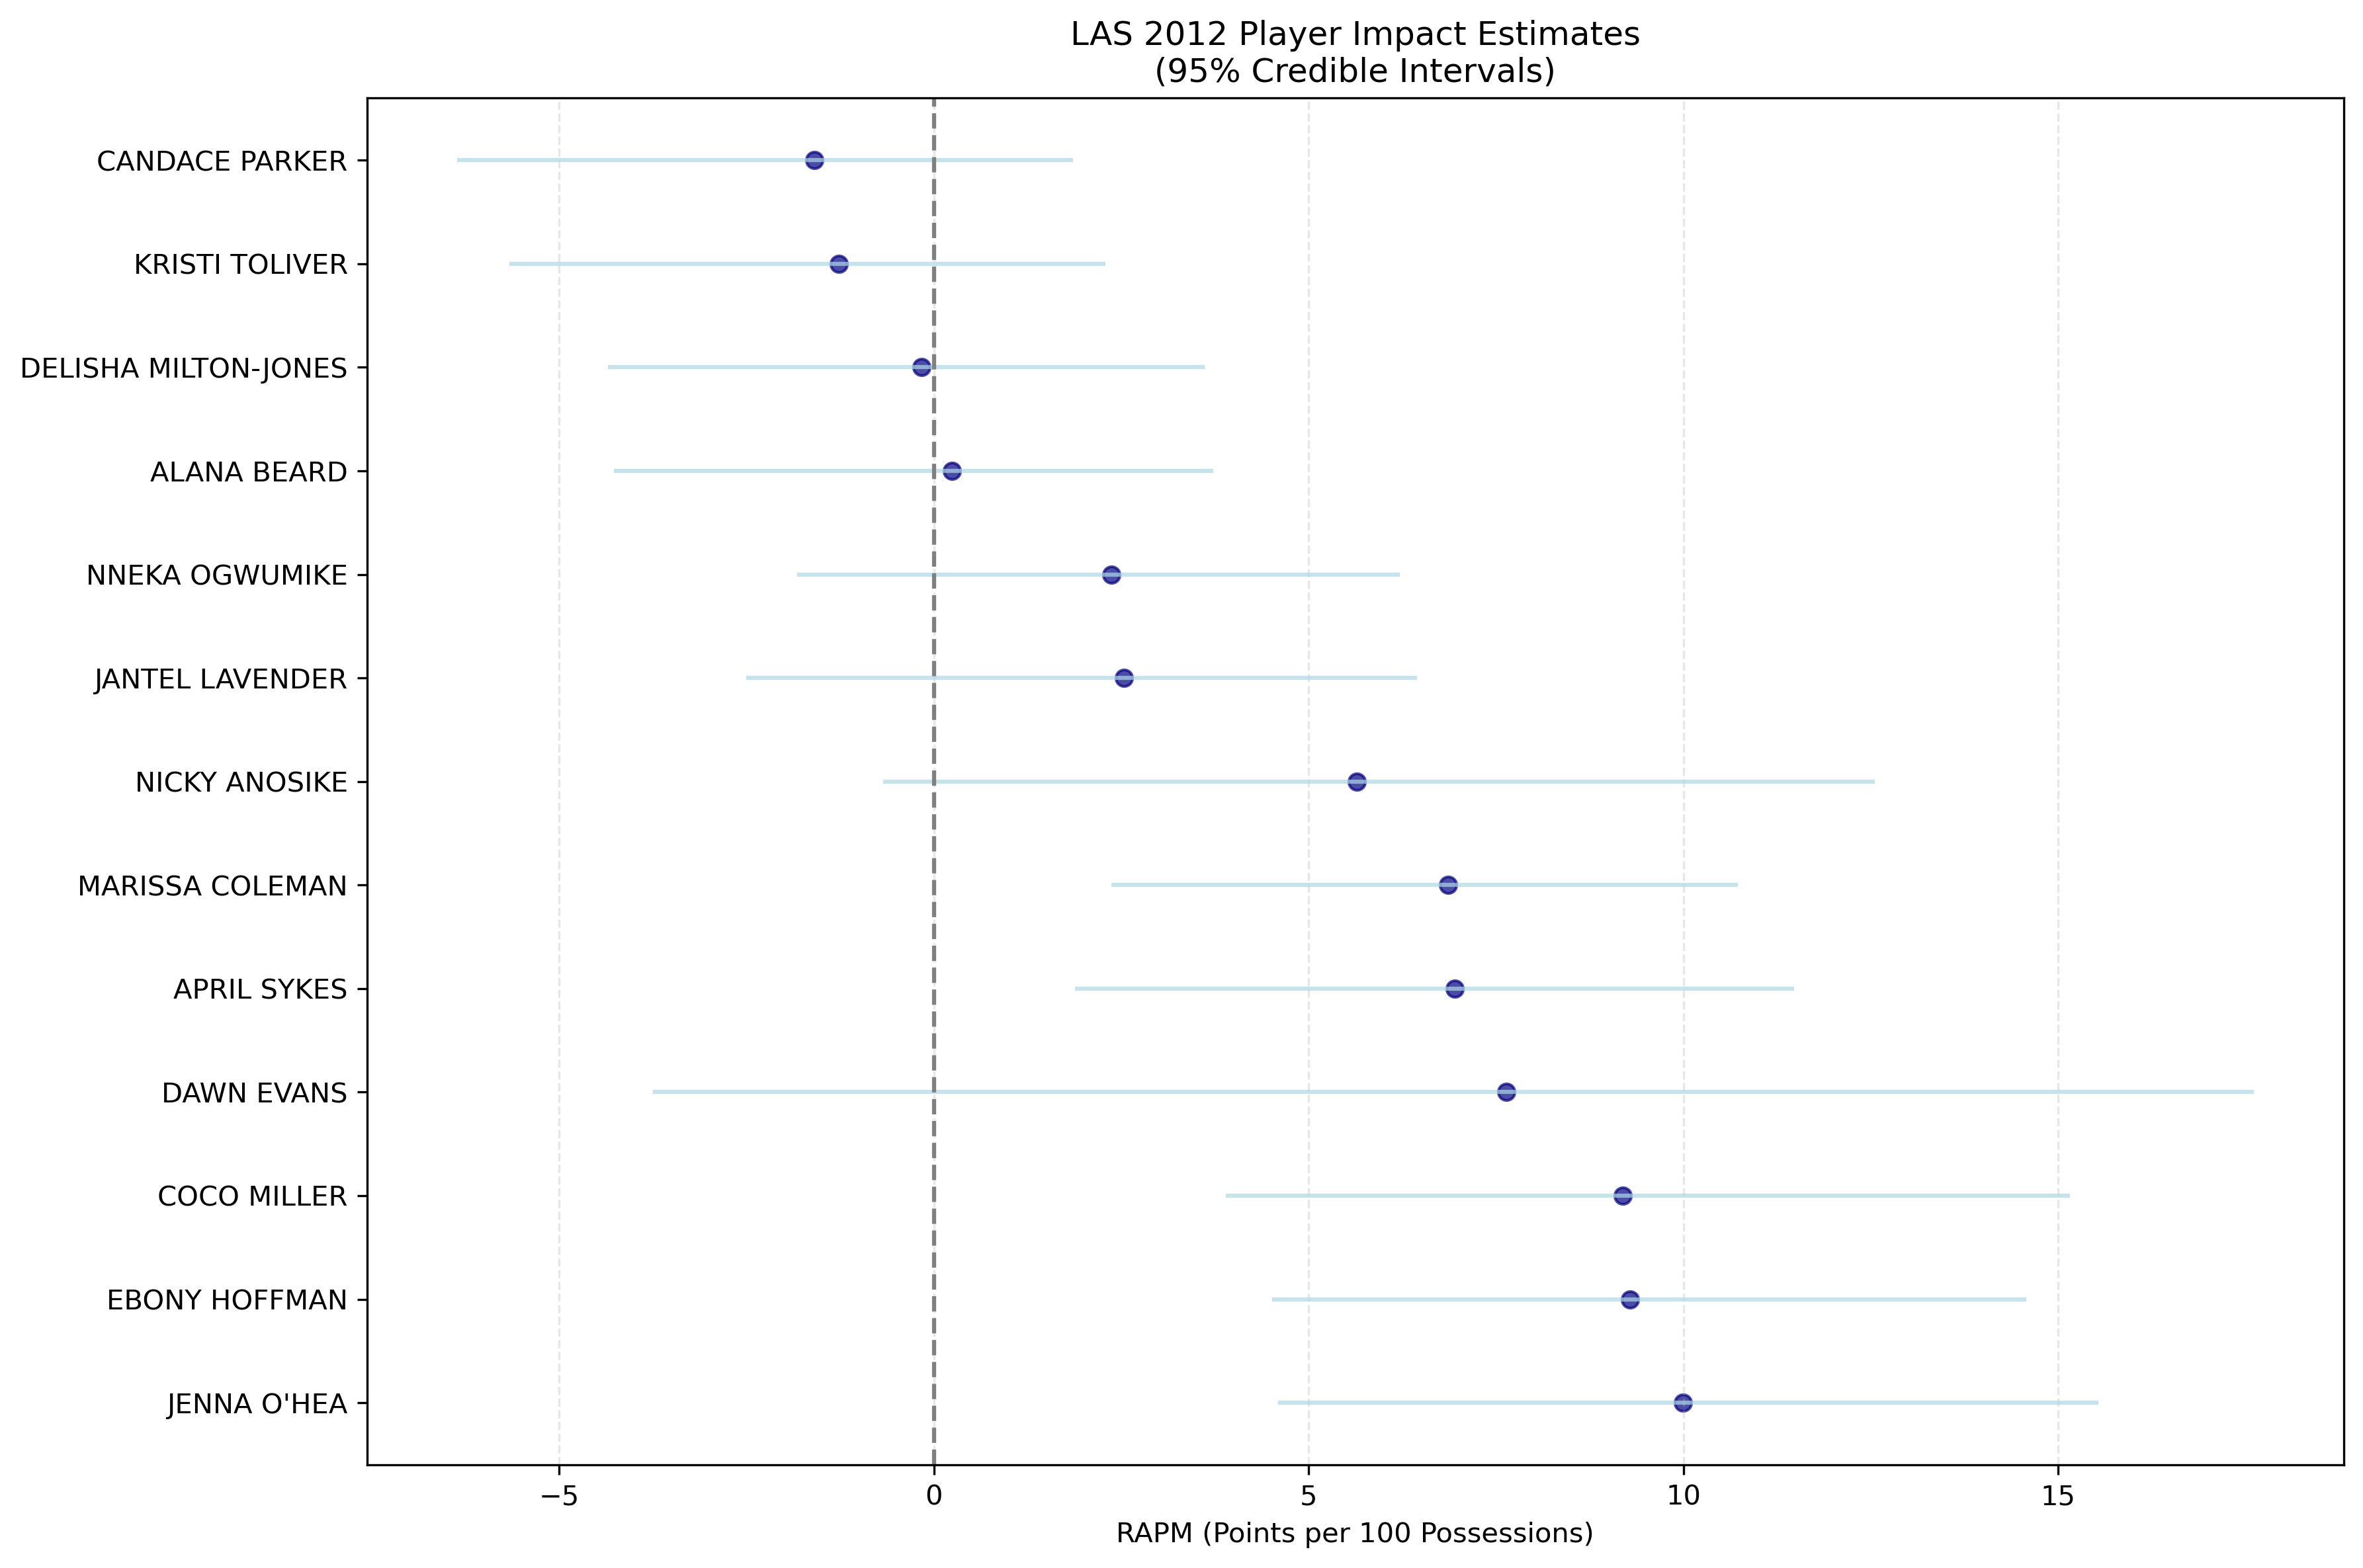 LAS 2012 Player Impact Estimates
(95% Credible Intervals)
CANDACE PARKER
KRISTI TOLIVER
DELISHA MILTON-JONES
ALANA BEARD
NNEKA OGWUMIKE
JANTEL LAVENDER
NICKY ANOSIKE
MARISSA COLEMAN
APRIL SYKES
DAWN EVANS
COCO MILLER
EBONY HOFFMAN
JENNA O'HEA
−5 0 5 10 15
RAPM (Points per 100 Possessions)